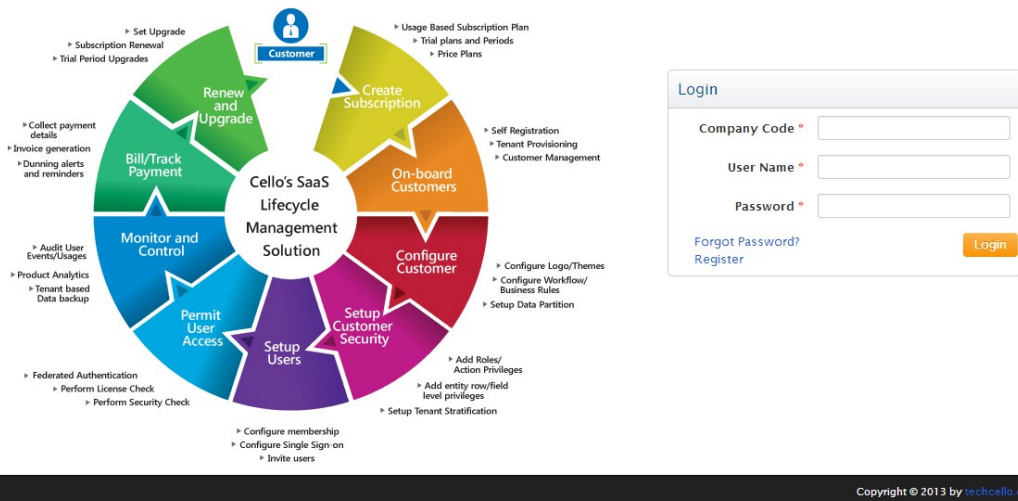 Customer
▸ Set Upgrade
▸ Subscription Renewal
▸ Trial Period Upgrades
Renew
and
Upgrade
▸ Usage Based Subscription Plan
▸ Trial plans and Periods
▸ Price Plans
Create
Subscription
▸ Self Registration
▸ Tenant Provisioning
▸ Customer Management
On-board
Customers
▸ Configure Logo/Themes
▸ Configure Workflow/
Business Rules
▸ Setup Data Partition
Configure
Customer
▸ Add Roles/
Action Privileges
▸ Add entity row/field
level privileges
▸ Setup Tenant Stratification
Setup
Customer
Security
▸ Configure membership
▸ Configure Single Sign-on
▸ Invite users
Setup
Users
▸ Federated Authentication
▸ Perform License Check
▸ Perform Security Check
Permit
User
Access
▸ Audit User
Events/Usages
▸ Product Analytics
▸ Tenant based
Data backup
Monitor and
Control
▸ Collect payment
details
▸ Invoice generation
▸ Dunning alerts
and reminders
Bill/Track
Payment
Cello's SaaS
Lifecycle
Management
Solution
Login
Company Code *
User Name *
Password *
Forgot Password?
Register
Login
Copyright © 2013 by techcello.